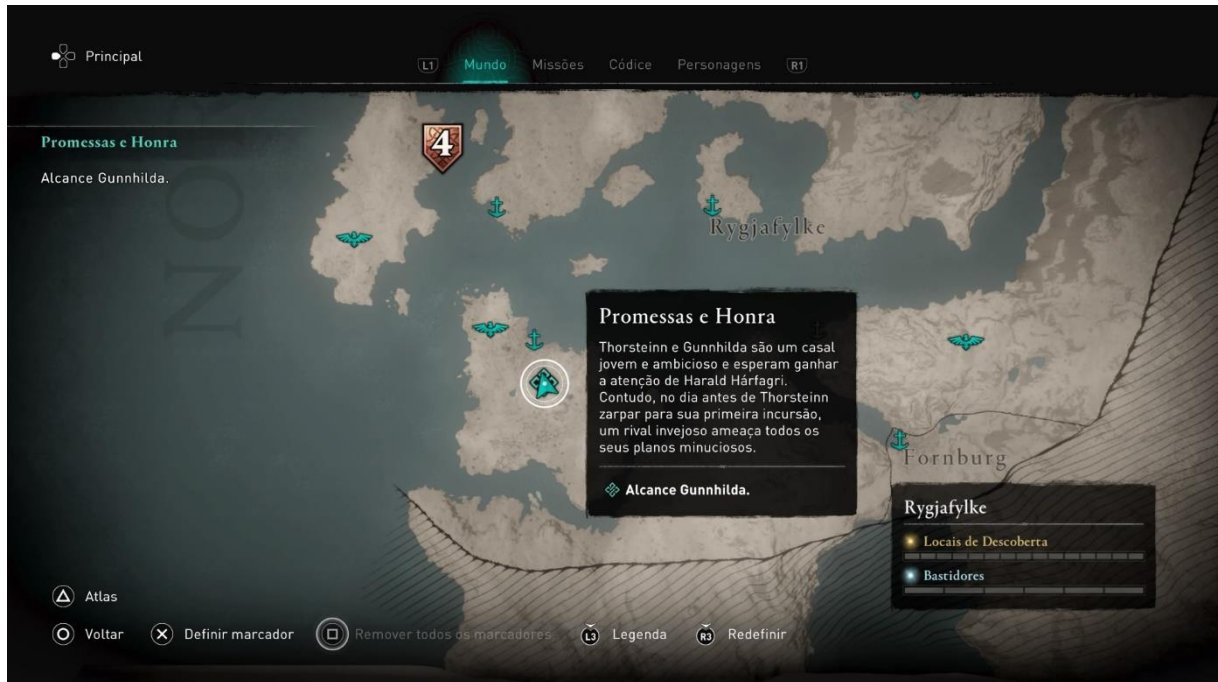 Principal
L1 Mundo Missões Códice Personagens R1
Promessas e Honra
Alcance Gunnhilda.
4
NOR
Rygjafylke
Promessas e Honra
Thorsteinn e Gunnhilda são um casal
jovem e ambicioso e esperam ganhar
a atenção de Harald Hárfagri.
Contudo, no dia antes de Thorsteinn
zarpar para sua primeira incursão,
um rival invejoso ameaça todos os
seus planos minuciosos.
Alcance Gunnhilda.
Fornburg
Rygjafylke
Locais de Descoberta
Bastidores
Atlas
Voltar Definir marcador Remover todos os marcadores L3 Legenda R3 Redefinir